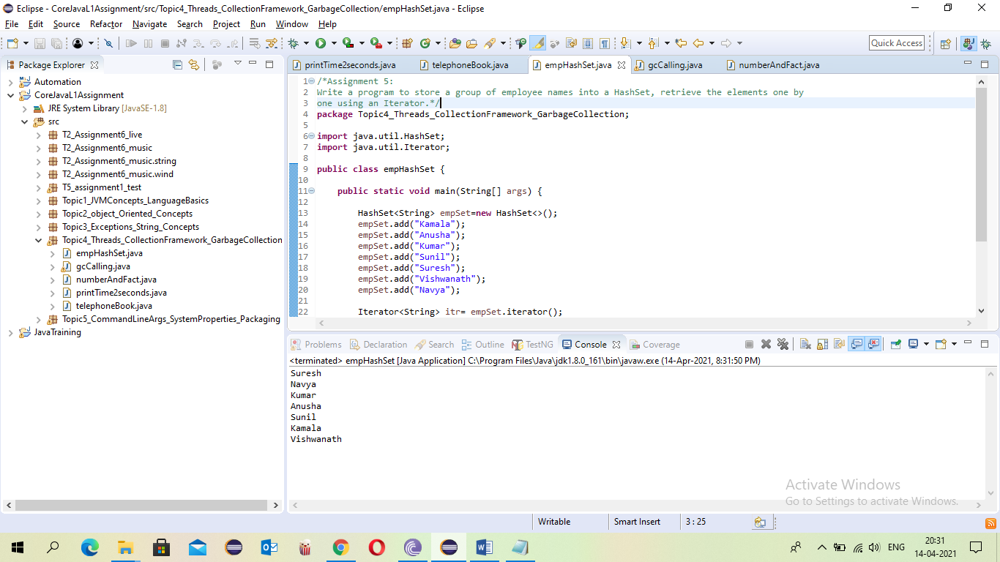 Eclipse - CoreJavaL1Assignment/src/Topic4_Threads_CollectionFramework_GarbageCollection/empHashSet.java - Eclipse
File Edit Source Refactor Navigate Search Project Run Window Help
Quick Access
Package Explorer
Automation
CoreJavaL1Assignment
JRE System Library [JavaSE-1.8]
src
T2_Assignment6_live
T2_Assignment6_music
T2_Assignment6_music.string
T2_Assignment6_music.wind
T5_assignment1_test
Topic1_JVMConcepts_LanguageBasics
Topic2_object_Oriented_Concepts
Topic3_Exceptions_String_Concepts
Topic4_Threads_CollectionFramework_GarbageCollection
empHashSet.java
gcCalling.java
numberAndFact.java
printTime2seconds.java
telephoneBook.java
Topic5_CommandLineArgs_SystemProperties_Packaging
JavaTraining
printTime2seconds.java telephoneBook.java empHashSet.java gcCalling.java numberAndFact.java
1 /*Assignment 5:
2 Write a program to store a group of employee names into a HashSet, retrieve the elements one by
3 one using an Iterator.*/
4 package Topic4_Threads_CollectionFramework_GarbageCollection;
5
6 import java.util.HashSet;
7 import java.util.Iterator;
8
9 public class empHashSet {
10
11 public static void main(String[] args) {
12
13 HashSet<String> empSet=new HashSet<>();
14 empSet.add("Kamala");
15 empSet.add("Anusha");
16 empSet.add("Kumar");
17 empSet.add("Sunil");
18 empSet.add("Suresh");
19 empSet.add("Vishwanath");
20 empSet.add("Navya");
21
22 Iterator<String> itr= empSet.iterator();
Problems Declaration Search Outline TestNG Console Coverage
<terminated> empHashSet [Java Application] C:\Program Files\Java\jdk1.8.0_161\bin\javaw.exe (14-Apr-2021, 8:31:50 PM)
Suresh
Navya
Kumar
Anusha
Sunil
Kamala
Vishwanath
Activate Windows
Go to Settings to activate Windows.
Writable Smart Insert 3 : 25
ENG
20:31
14-04-2021